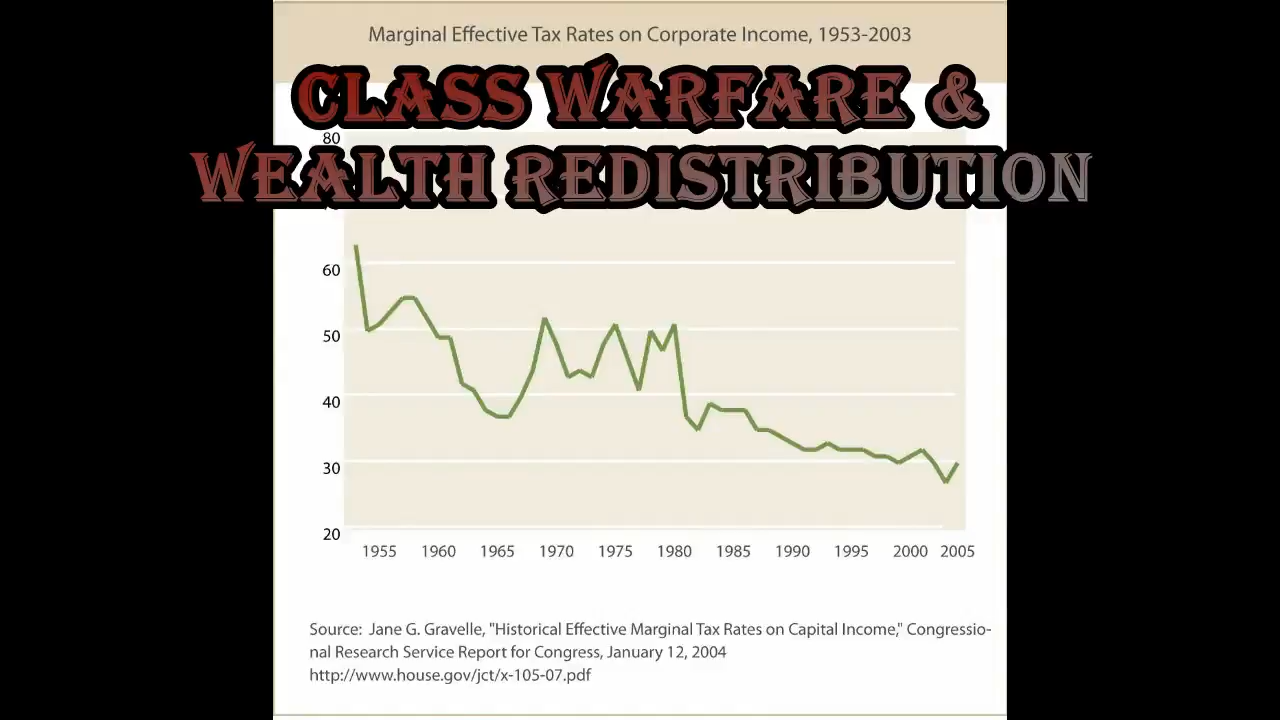 Marginal Effective Tax Rates on Corporate Income, 1953-2003
CLASS WARFARE &
WEALTH REDISTRIBUTION
80
60
50
40
30
20
1955 1960 1965 1970 1975 1980 1985 1990 1995 2000 2005
Source: Jane G. Gravelle, "Historical Effective Marginal Tax Rates on Capital Income," Congressio-
nal Research Service Report for Congress, January 12, 2004
http://www.house.gov/jct/x-105-07.pdf